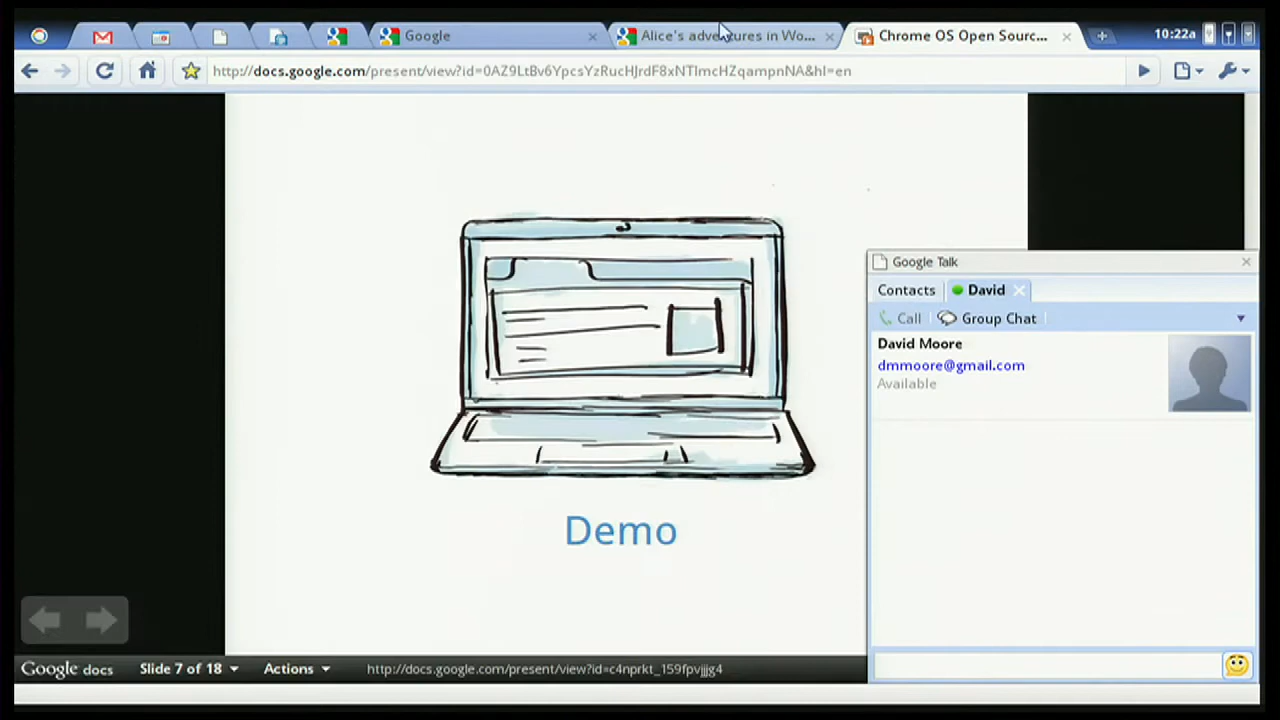 Google
Alice's adventures in Wo...
Chrome OS Open Sourc...
10:22a
http://docs.google.com/present/view?id=0AZ9LtBv6YpcsYzRucHJrdF8xNTlmcHZqampnNA&hl=en
Google Talk
Contacts
David
Call
Group Chat
David Moore
dmmoore@gmail.com
Available
Demo
Google docs
Slide 7 of 18
Actions
http://docs.google.com/present/view?id=c4nprkt_159fpvjjjg4